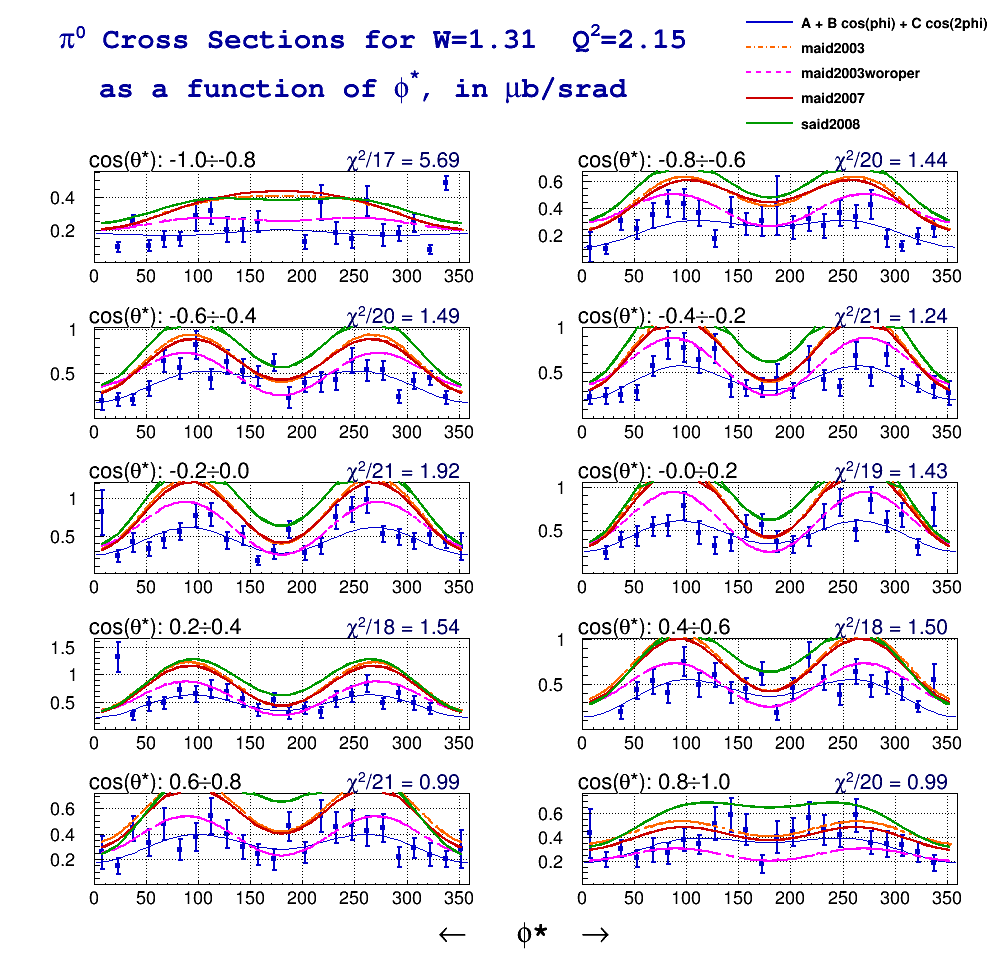 π⁰ Cross Sections for W=1.31 Q²=2.15
as a function of ϕ*, in μb/srad
A + B cos(phi) + C cos(2phi)
maid2003
maid2003woroper
maid2007
said2008
cos(θ*): -1.0÷-0.8 χ²/17 = 5.69
0.4
0.2
0 50 100 150 200 250 300 350
cos(θ*): -0.8÷-0.6 χ²/20 = 1.44
0.6
0.4
0.2
0 50 100 150 200 250 300 350
cos(θ*): -0.6÷-0.4 χ²/20 = 1.49
1
0.5
0 50 100 150 200 250 300 350
cos(θ*): -0.4÷-0.2 χ²/21 = 1.24
1
0.5
0 50 100 150 200 250 300 350
cos(θ*): -0.2÷0.0 χ²/21 = 1.92
1
0.5
0 50 100 150 200 250 300 350
cos(θ*): -0.0÷0.2 χ²/19 = 1.43
1
0.5
0 50 100 150 200 250 300 350
cos(θ*): 0.2÷0.4 χ²/18 = 1.54
1.5
1
0.5
0 50 100 150 200 250 300 350
cos(θ*): 0.4÷0.6 χ²/18 = 1.50
1
0.5
0 50 100 150 200 250 300 350
cos(θ*): 0.6÷0.8 χ²/21 = 0.99
0.6
0.4
0.2
0 50 100 150 200 250 300 350
cos(θ*): 0.8÷1.0 χ²/20 = 0.99
0.6
0.4
0.2
0 50 100 150 200 250 300 350
← ϕ* →